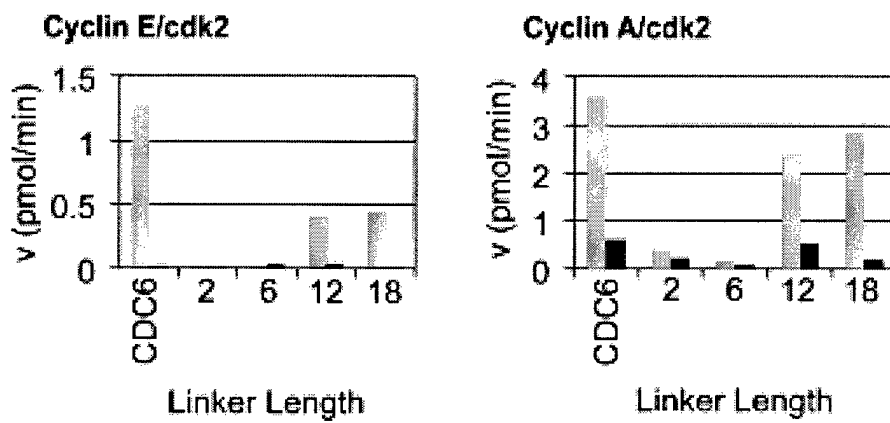 Cyclin E/cdk2
v (pmol/min)
1.5
1
0.5
0
CDC6
2
6
12
18
Linker Length
Cyclin A/cdk2
v (pmol/min)
4
3
2
1
0
CDC6
2
6
12
18
Linker Length